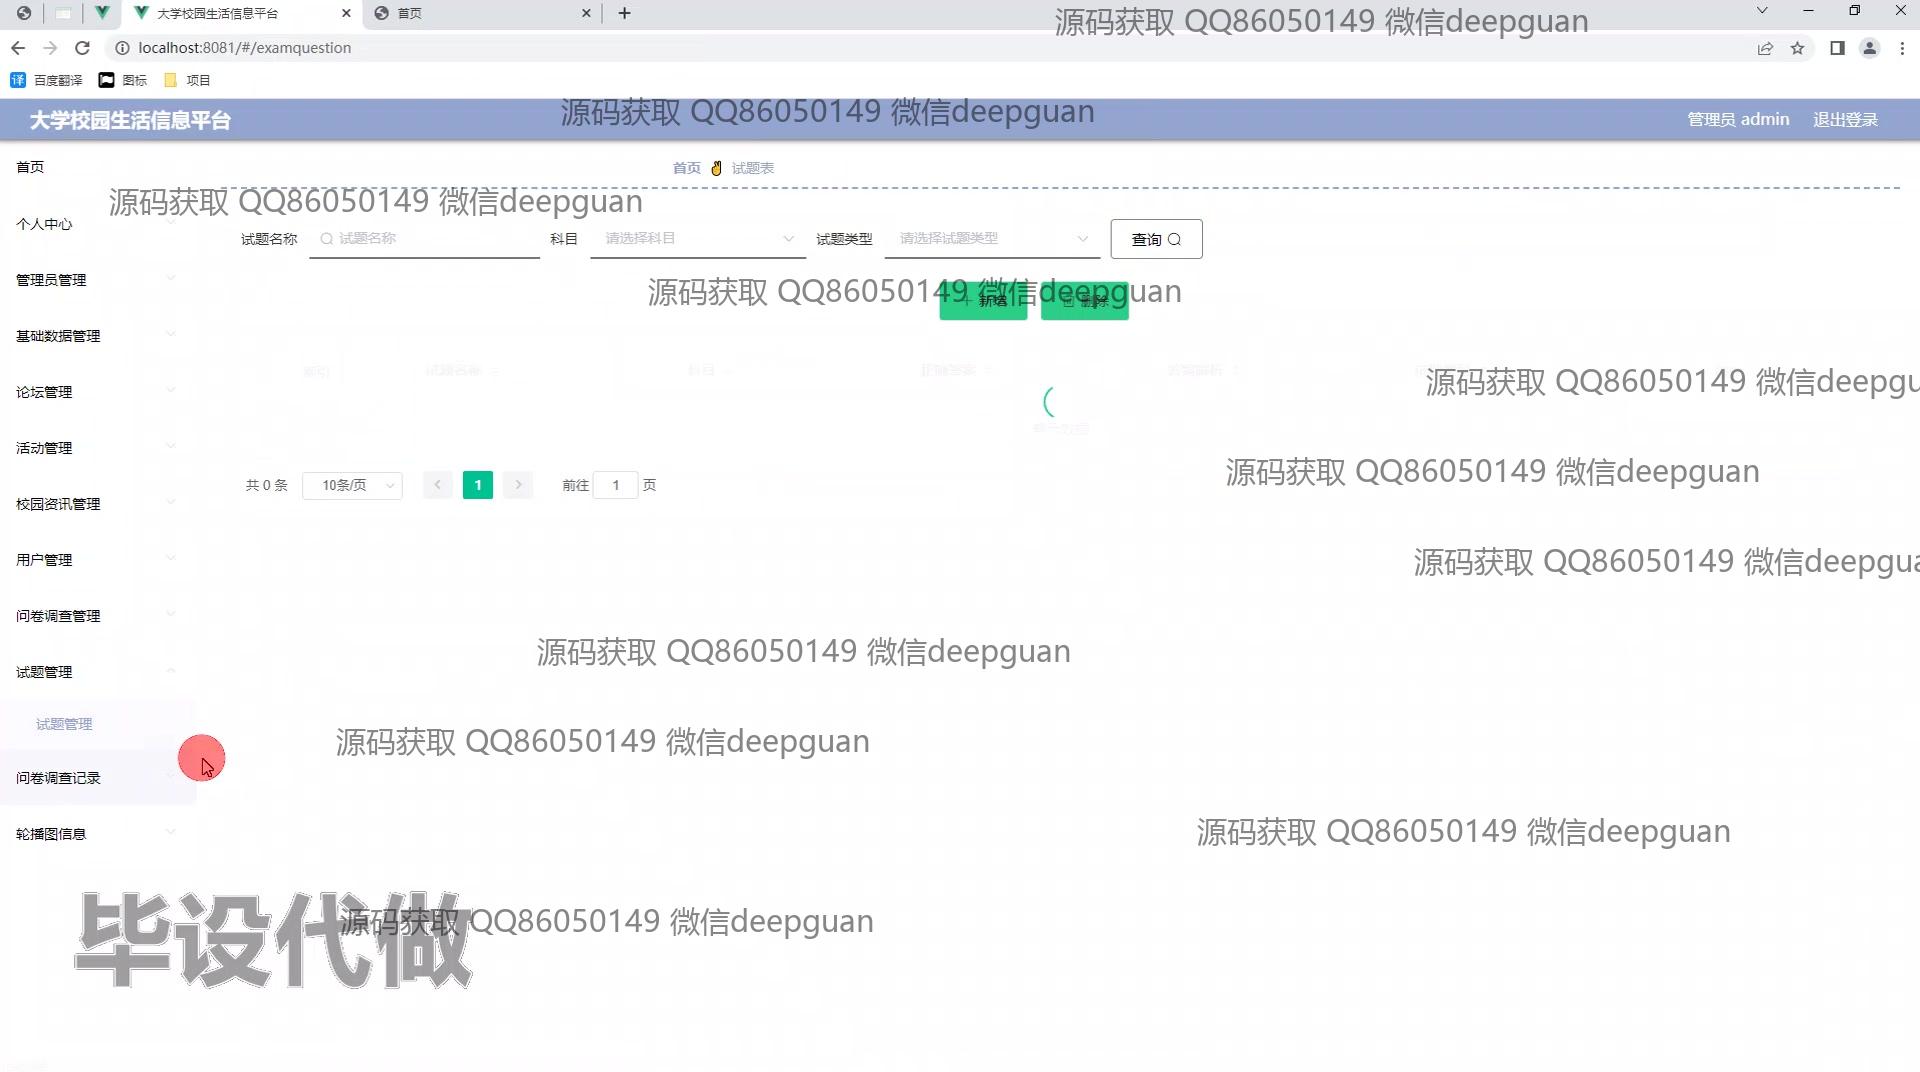 大学校园生活信息平台
首页
localhost:8081/#/examquestion
百度翻译 图标 项目
大学校园生活信息平台
管理员 admin 退出登录
首页 试题表
试题名称 试题名称 科目 请选择科目 试题类型 请选择试题类型 查询
新增 删除
索引 试题名称 科目 正确答案 答案解析
暂无数据
共 0 条 10条/页 1 前往 1 页
首页
个人中心
管理员管理
基础数据管理
论坛管理
活动管理
校园资讯管理
用户管理
问卷调查管理
试题管理
试题管理
问卷调查记录
轮播图信息
源码获取 QQ86050149 微信deepguan
源码获取 QQ86050149 微信deepguan
源码获取 QQ86050149 微信deepguan
源码获取 QQ86050149 微信deepguan
源码获取 QQ86050149 微信deepgu
源码获取 QQ86050149 微信deepguan
源码获取 QQ86050149 微信deepgua
源码获取 QQ86050149 微信deepguan
源码获取 QQ86050149 微信deepguan
源码获取 QQ86050149 微信deepguan
源码获取 QQ86050149 微信deepguan
毕设代做